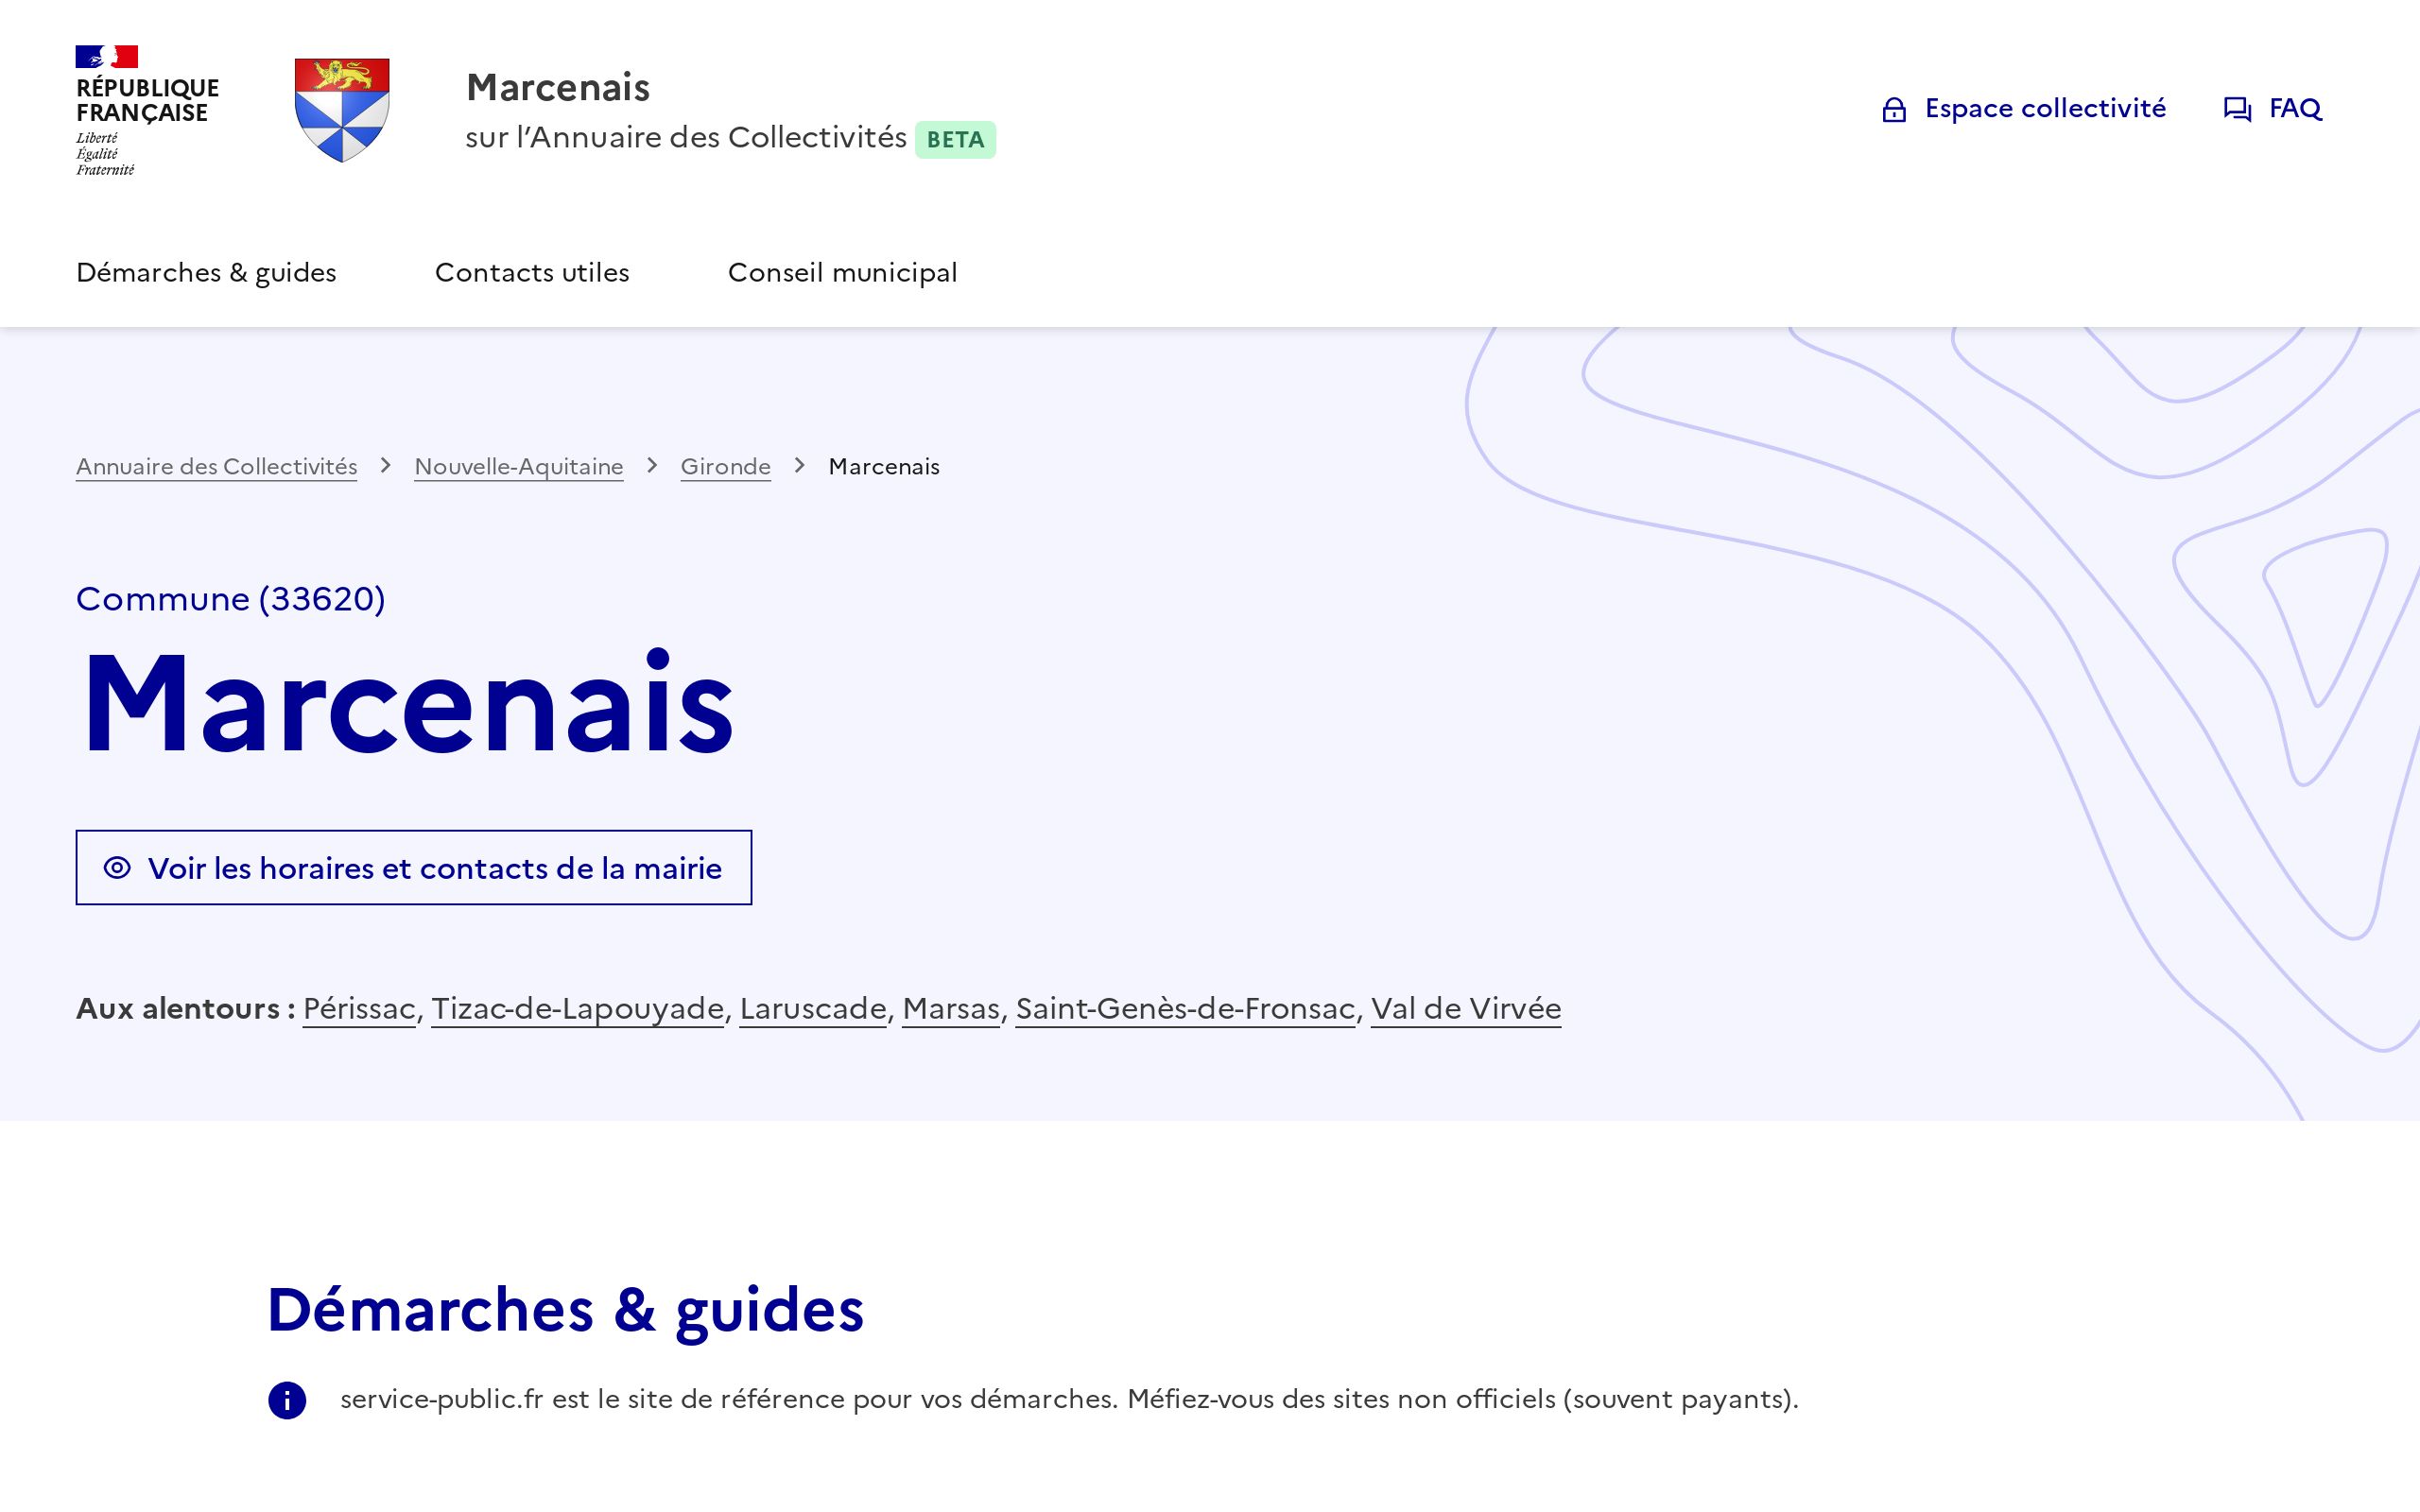 RÉPUBLIQUE
FRANÇAISE
Liberté
Égalité
Fraternité
Marcenais
sur l’Annuaire des Collectivités BETA
Espace collectivité
FAQ
Démarches & guides
Contacts utiles
Conseil municipal
Annuaire des Collectivités > Nouvelle-Aquitaine > Gironde > Marcenais
Commune (33620)
Marcenais
Voir les horaires et contacts de la mairie
Aux alentours : Périssac, Tizac-de-Lapouyade, Laruscade, Marsas, Saint-Genès-de-Fronsac, Val de Virvée
Démarches & guides
service-public.fr est le site de référence pour vos démarches. Méfiez-vous des sites non officiels (souvent payants).